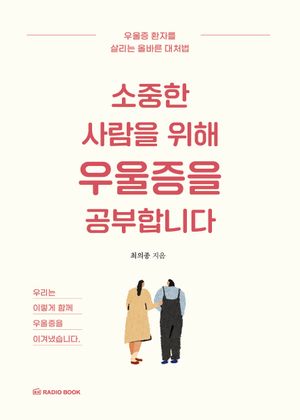 우울증 환자를
살리는 올바른 대처법
소중한
사람을 위해
우울증을
공부합니다
최의종 지음
우리는
이렇게 함께
우울증을
이겨냈습니다.
RADIO BOOK